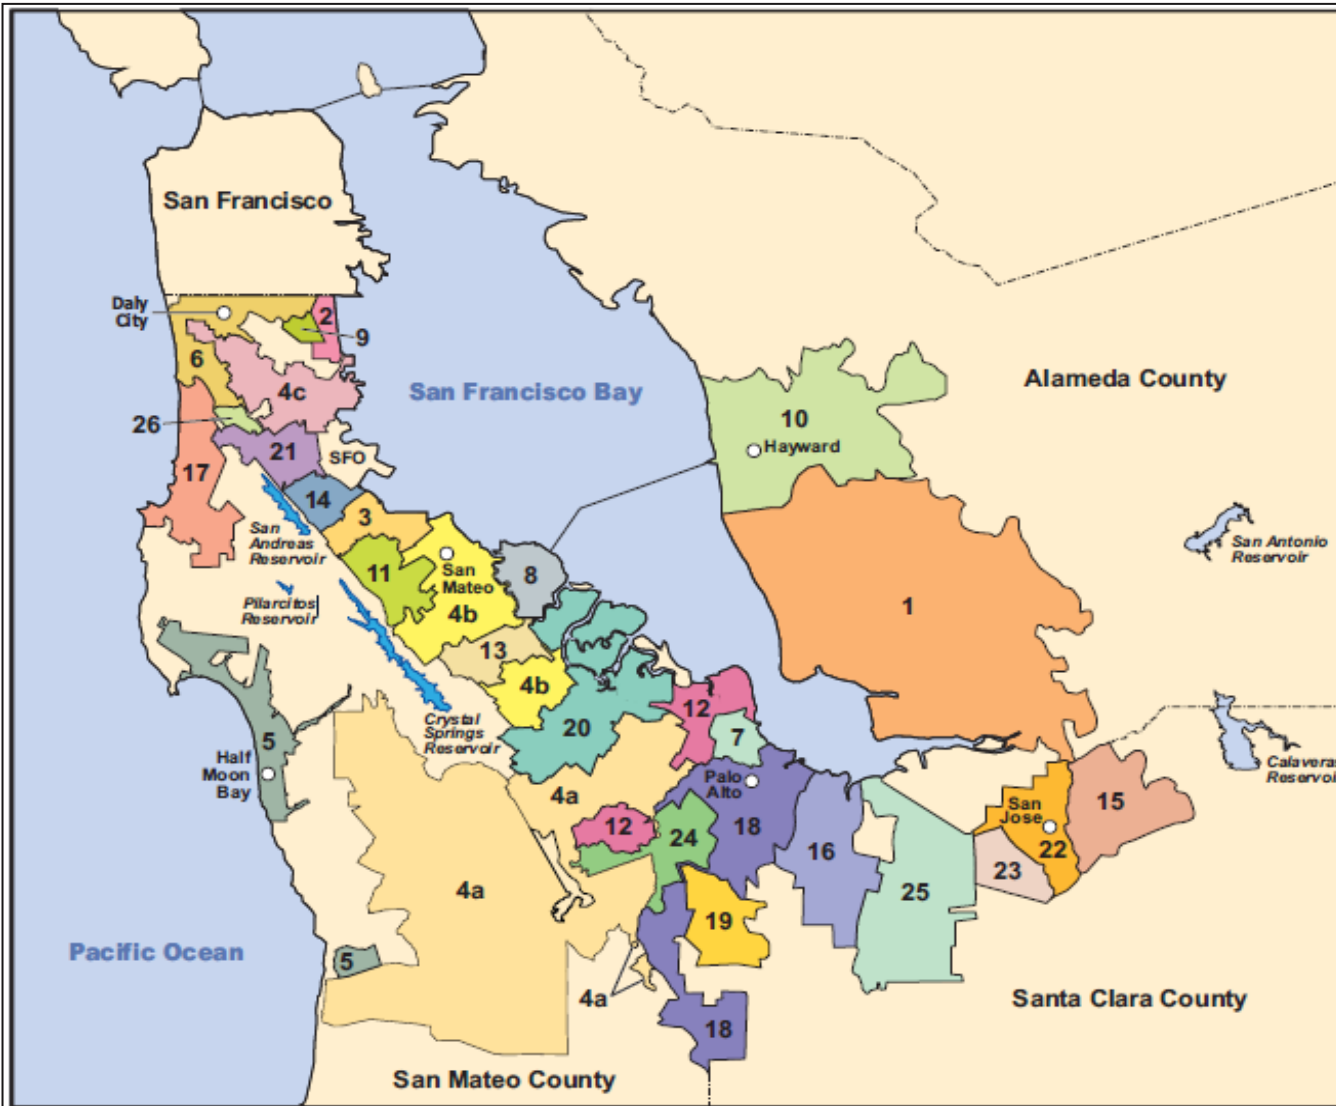 San Francisco
Daly
City
2
9
6
San Francisco Bay
4c
Alameda County
26
10
Hayward
21
SFO
17
14
3
San
Andreas
Reservoir
San Antonio
Reservoir
11
San
Mateo
8
Pilarcitos
Reservoir
4b
1
13
4b
12
Crystal
Springs
Reservoir
20
7
5
Half
Moon
Bay
Calaveras
Reservoir
Palo
Alto
4a
15
San
Jose
12
24
18
16
22
23
4a
25
19
Pacific Ocean
5
4a
Santa Clara County
18
San Mateo County